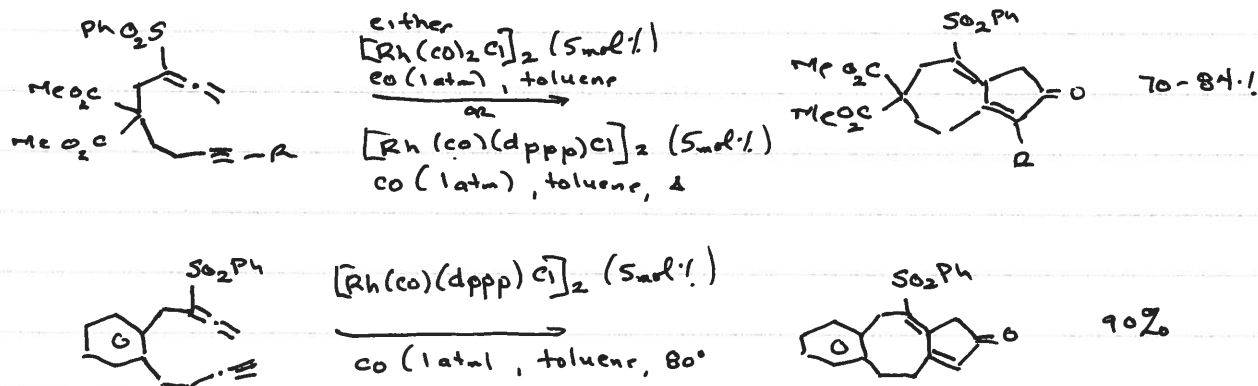 PhO2S
MeO2C
MeO2C
R
either
[Rh(CO)2Cl]2 (5mol%)
CO (1atm), toluene
OR
[Rh(CO)(dppp)Cl]2 (5mol%)
CO (1atm), toluene, Δ
SO2Ph
MeO2C
MeO2C
O
R
70-84%
SO2Ph
[Rh(CO)(dppp)Cl]2 (5mol%)
CO (1atm), toluene, 80°
SO2Ph
O
90%